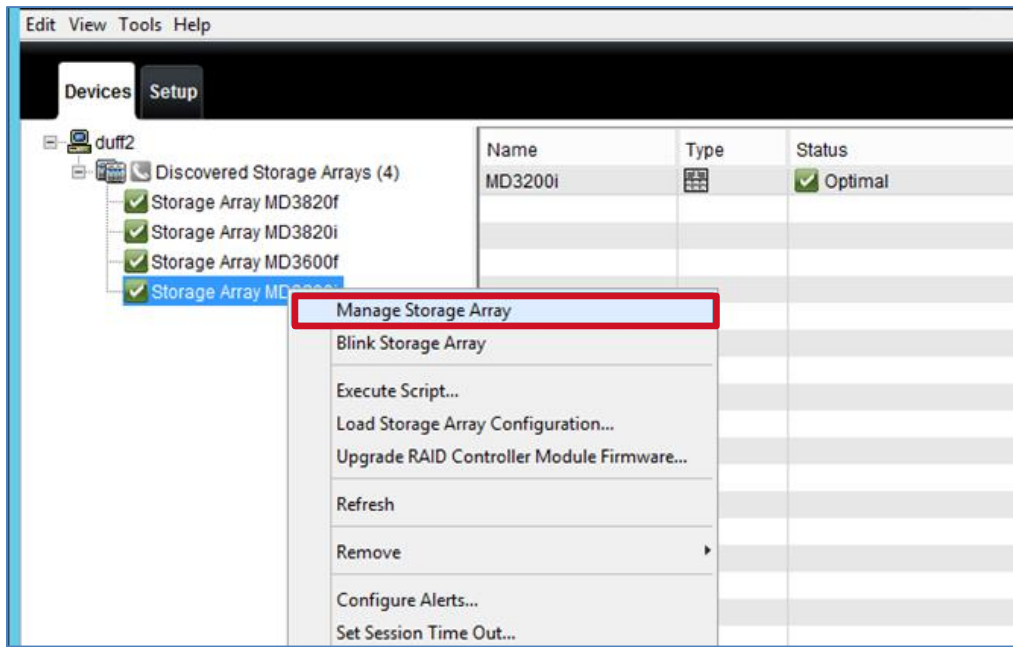 Edit View Tools Help
Devices Setup
duff2
Discovered Storage Arrays (4)
Storage Array MD3820f
Storage Array MD3820i
Storage Array MD3600f
Storage Array
Name Type Status
MD3200i Optimal
Manage Storage Array
Blink Storage Array
Execute Script...
Load Storage Array Configuration...
Upgrade RAID Controller Module Firmware...
Refresh
Remove
Configure Alerts...
Set Session Time Out...